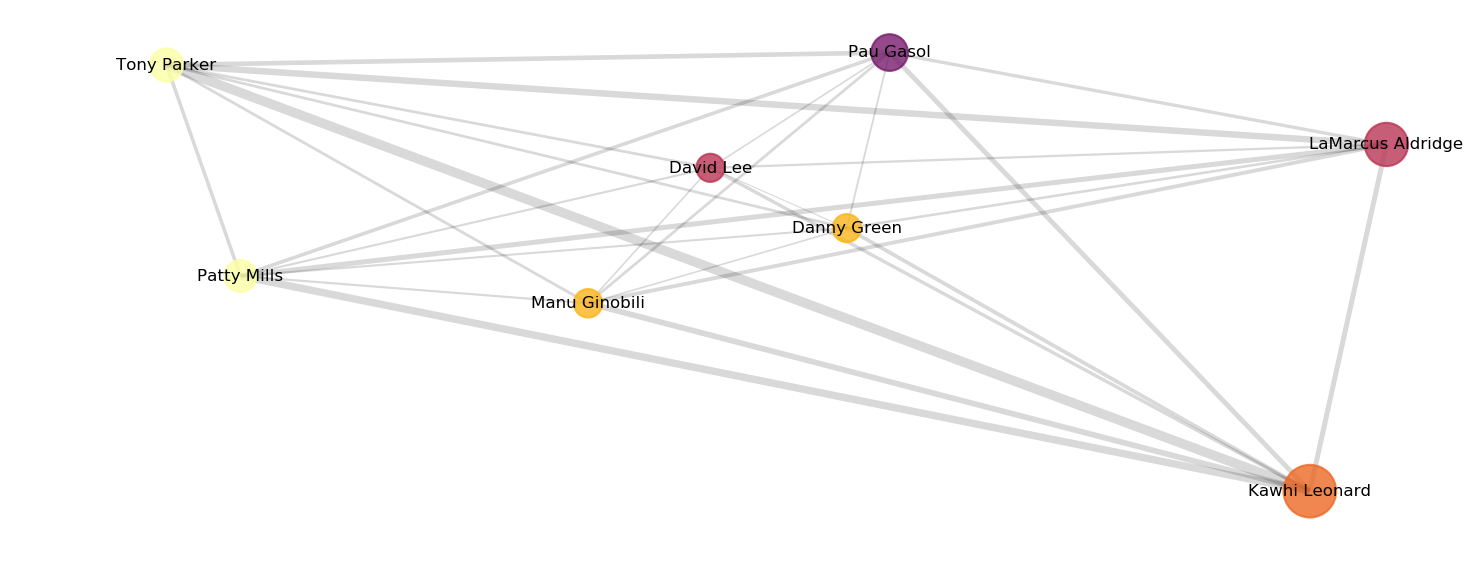 Pau Gasol
Tony Parker
LaMarcus Aldridge
David Lee
Danny Green
Patty Mills
Manu Ginobili
Kawhi Leonard